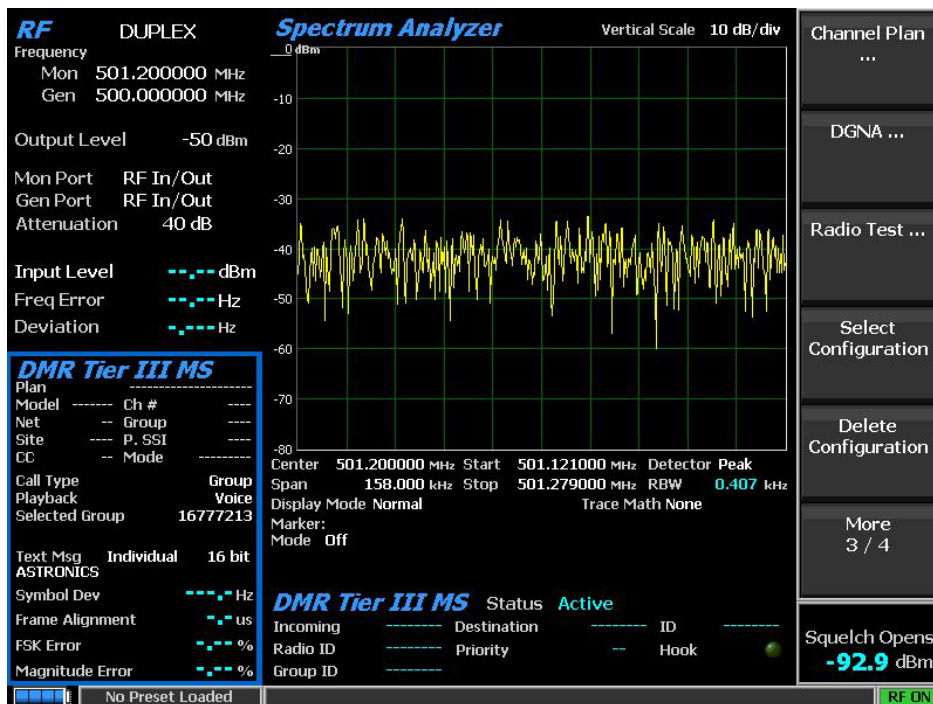 RF DUPLEX
Frequency
Mon 501.200000 MHz
Gen 500.000000 MHz
Output Level -50 dBm
Mon Port RF In/Out
Gen Port RF In/Out
Attenuation 40 dB
Input Level --.-- dBm
Freq Error --.-- Hz
Deviation -.--- Hz
DMR Tier III MS
Plan ----------------------
Model ------- Ch # ----
Net -- Group ----
Site ---- P. SSI ----
CC -- Mode ---------
Call Type Group
Playback Voice
Selected Group 16777213
Text Msg Individual 16 bit
ASTRONICS
Symbol Dev ---.- Hz
Frame Alignment -.- us
FSK Error -.-- %
Magnitude Error -.-- %
Spectrum Analyzer Vertical Scale 10 dB/div
0 dBm
-10
-20
-30
-40
-50
-60
-70
-80
Center 501.200000 MHz Start 501.121000 MHz Detector Peak
Span 158.000 kHz Stop 501.279000 MHz RBW 0.407 kHz
Display Mode Normal Trace Math None
Marker:
Mode Off
DMR Tier III MS Status Active
Incoming -------- Destination -------- ID --------
Radio ID -------- Priority -- Hook
Group ID --------
Channel Plan
...
DGNA ...
Radio Test ...
Select
Configuration
Delete
Configuration
More
3 / 4
Squelch Opens
-92.9 dBm
No Preset Loaded
RF ON